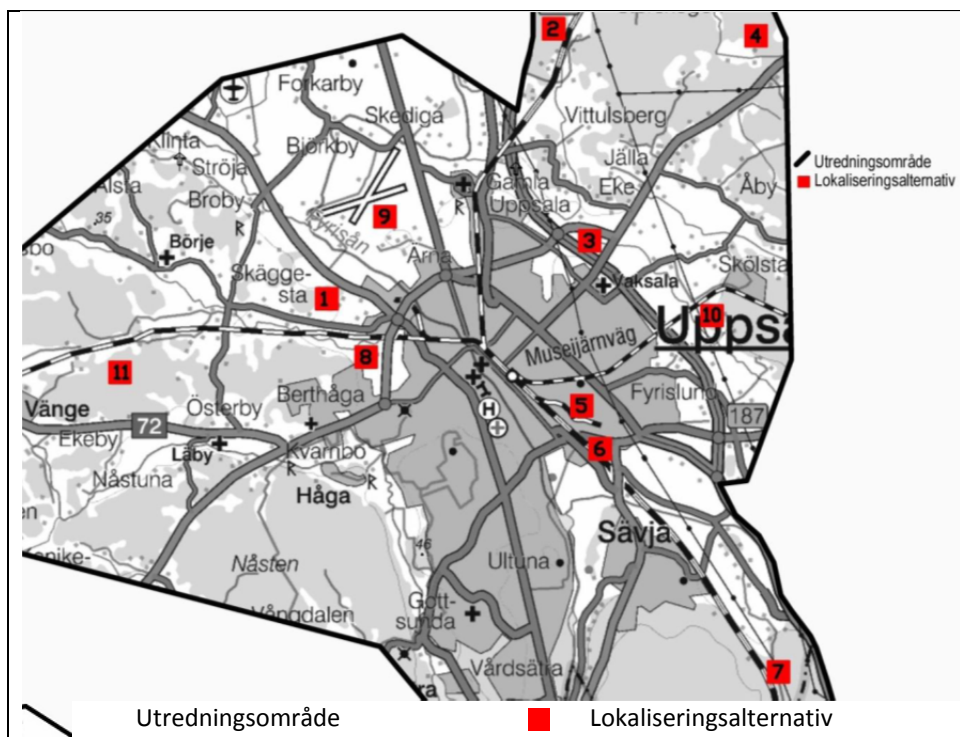 2
4
Forkarby
Skediga
Vittulsberg
Klinta
Björkby
Jälla
Ströja
Gamla
Uppsala
Eke
Åby
Alsta
Broby
35
R
9
Fyrisån
R
Börje
3
Ärna
Skölsta
Vaksala
Skägge-
sta
1
10
Uppsa
Museijärnväg
8
11
Berthåga
Fyrislund
Vänge
Österby
5
72
H
187
Ekeby
6
Läby
Kvarnbo
Nåstuna
R
R
Håga
Sävja
46
Ultuna
Nåsten
Gott-
sunda
Vårdsätra
7
Utredningsområde
Lokaliseringsalternativ
Utredningsområde
Lokaliseringsalternativ